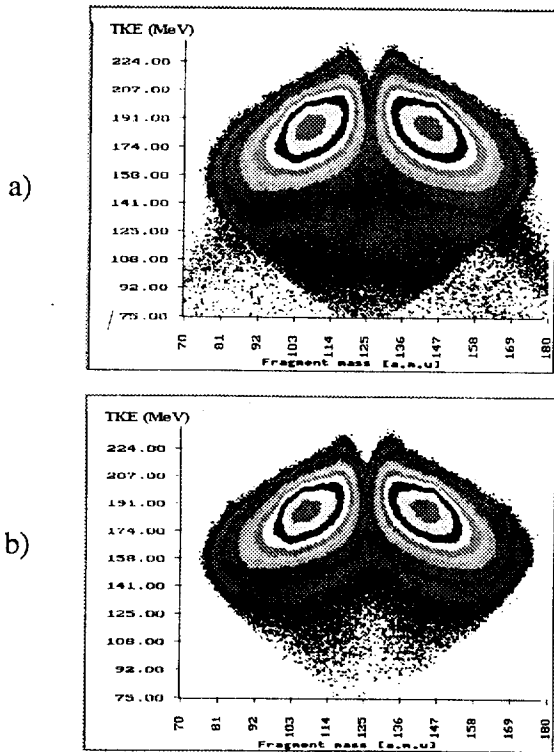 a)
TKE (MeV)
224.00
207.00
191.00
174.00
158.00
141.00
125.00
108.00
92.00
75.00
70 81 92 103 114 125 136 147 158 169 180
Fragment mass [a.m.u]
b)
TKE (MeV)
224.00
207.00
191.00
174.00
158.00
141.00
125.00
108.00
92.00
75.00
70 81 92 103 114 125 136 147 158 169 180
Fragment mass [a.m.u]